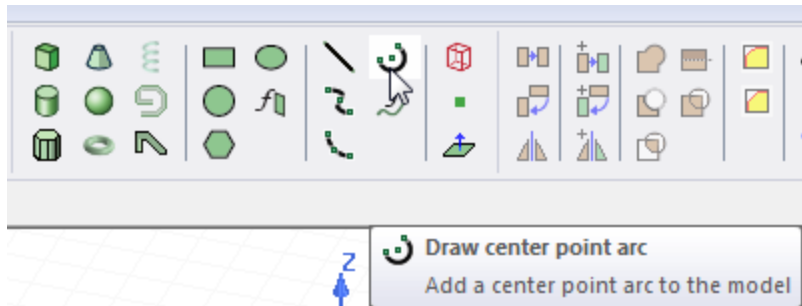 Z
Draw center point arc
Add a center point arc to the model